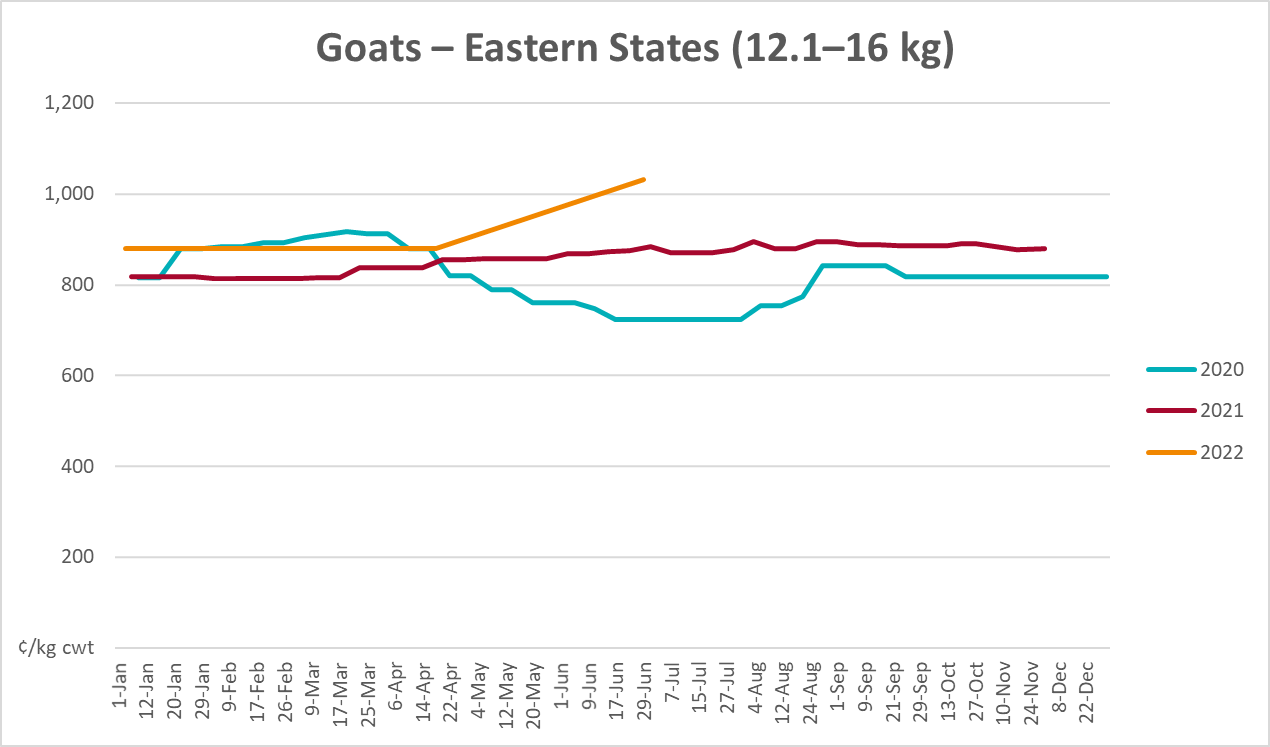 Goats – Eastern States (12.1–16 kg)
1,200
1,000
800
600
400
200
¢/kg cwt
1-Jan
12-Jan
20-Jan
29-Jan
9-Feb
17-Feb
26-Feb
9-Mar
17-Mar
25-Mar
6-Apr
14-Apr
22-Apr
4-May
12-May
20-May
1-Jun
9-Jun
17-Jun
29-Jun
7-Jul
15-Jul
27-Jul
4-Aug
12-Aug
24-Aug
1-Sep
9-Sep
21-Sep
29-Sep
13-Oct
27-Oct
10-Nov
24-Nov
8-Dec
22-Dec
2020
2021
2022